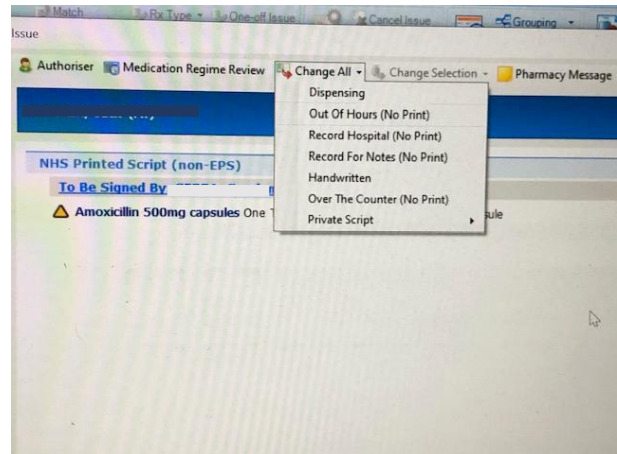 Match Rx Type One-off Issue Cancel Issue Grouping
Issue
Authoriser Medication Regime Review Change All Change Selection Pharmacy Message
Dispensing
Out Of Hours (No Print)
Record Hospital (No Print)
NHS Printed Script (non-EPS)
Record For Notes (No Print)
Handwritten
To Be Signed By
Over The Counter (No Print)
Amoxicillin 500mg capsules One
Private Script